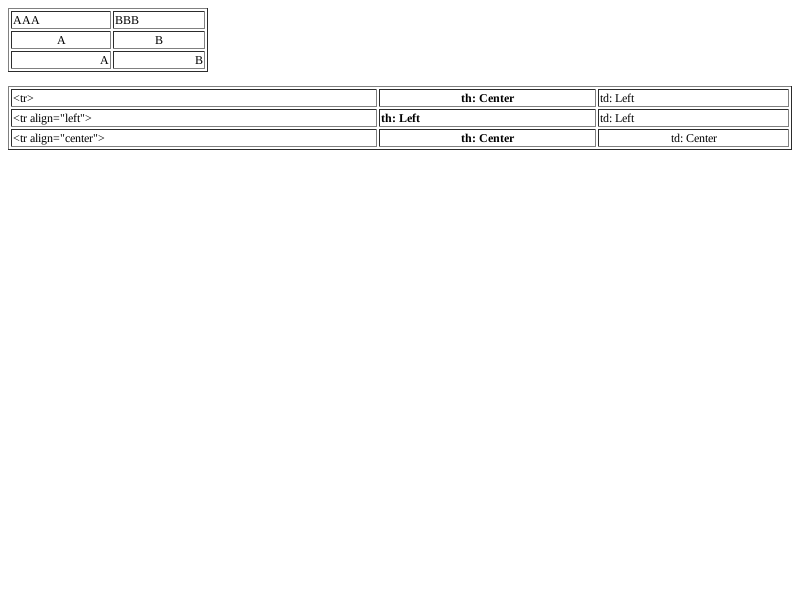 AAA BBB
A B
A B
<tr> th: Center td: Left
<tr align="left"> th: Left td: Left
<tr align="center"> th: Center td: Center